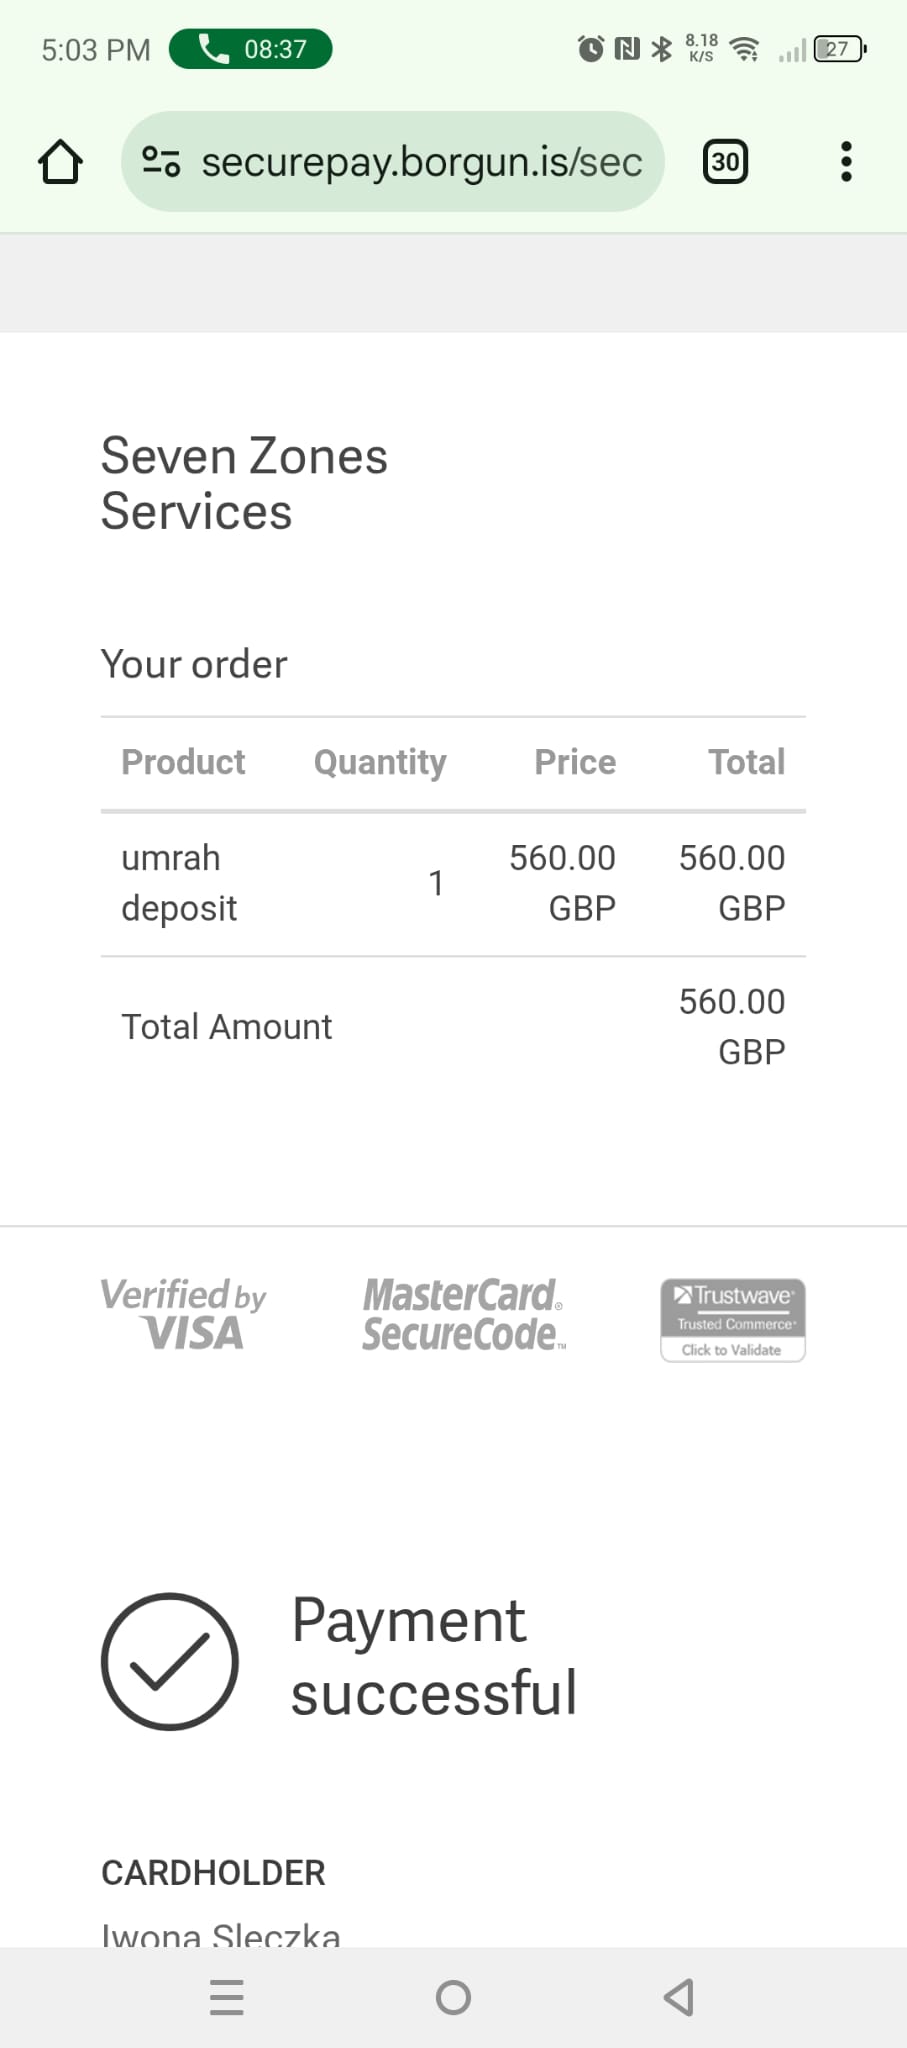 5:03 PM 08:37 8.18 K/S 27
securepay.borgun.is/sec 30
Seven Zones
Services
Your order
Product Quantity Price Total
umrah deposit 1 560.00 GBP 560.00 GBP
Total Amount 560.00 GBP
Verified by VISA
MasterCard® SecureCode™
Trustwave®
Trusted Commerce™
Click to Validate
Payment
successful
CARDHOLDER
Iwona Sleczka